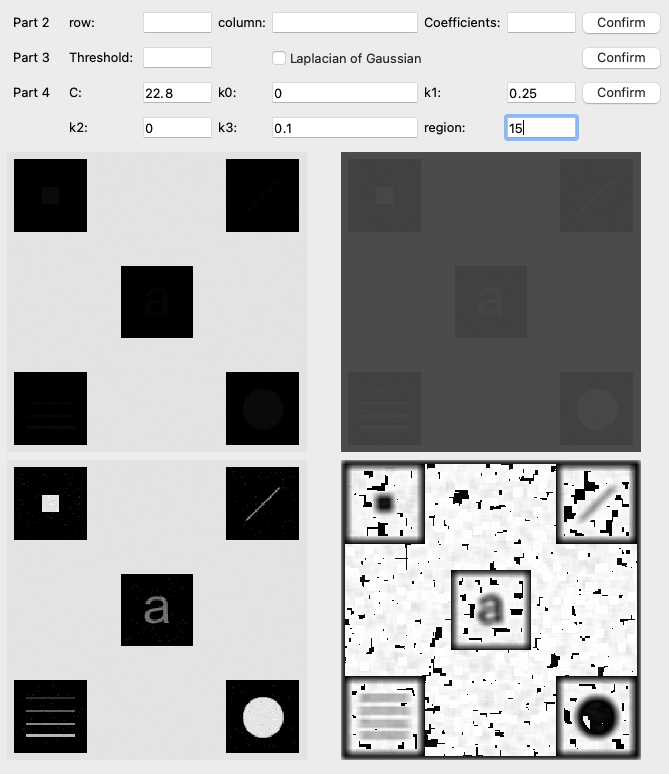 Part 2 row: column: Coefficients: Confirm
Part 3 Threshold: Laplacian of Gaussian Confirm
Part 4 C: 22.8 k0: 0 k1: 0.25 Confirm
k2: 0 k3: 0.1 region: 15
a
a
a
a